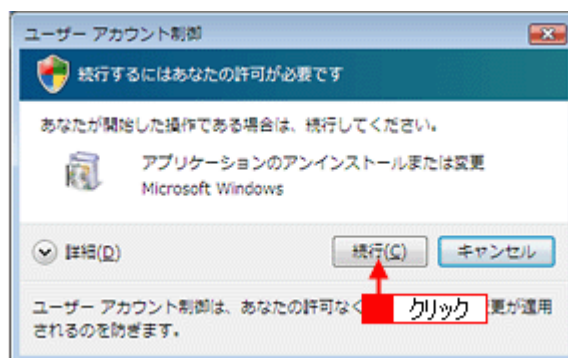 ユーザー アカウント制御
続行するにはあなたの許可が必要です
あなたが開始した操作である場合は、続行してください。
アプリケーションのアンインストールまたは変更
Microsoft Windows
詳細(D)
続行(C)
キャンセル
ユーザー アカウント制御は、あなたの許可なく
クリック
更が適用
されるのを防ぎます。